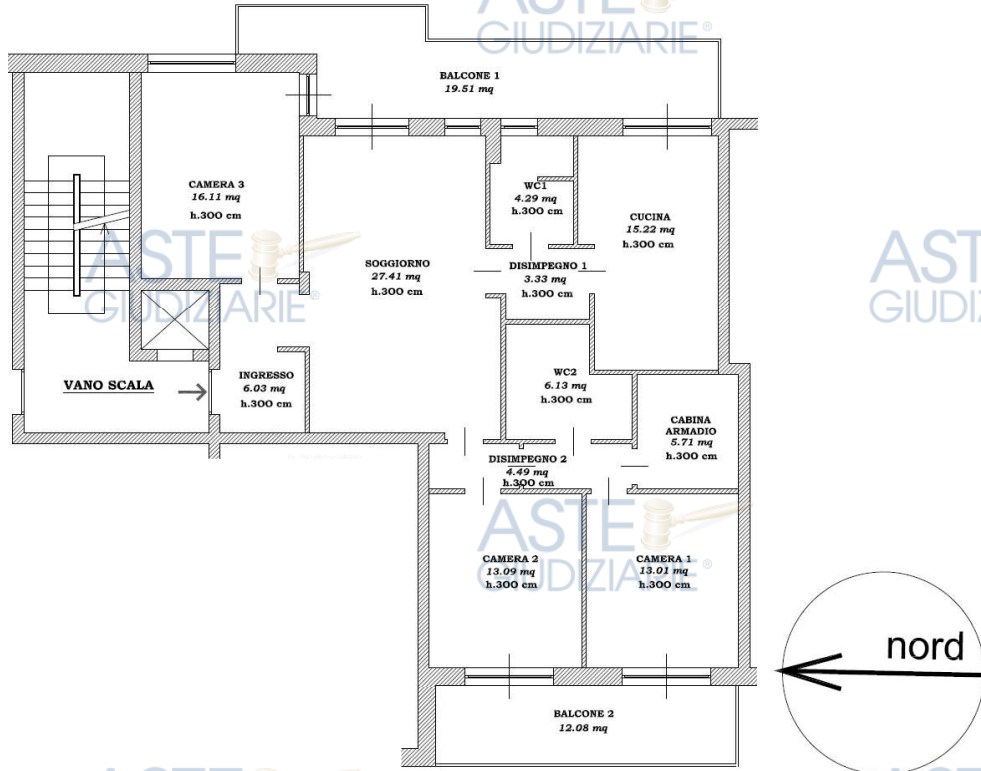 ASTE
GIUDIZIARIE®
BALCONE 1
19.51 mq
CAMERA 3
16.11 mq
h.300 cm
WC1
4.29 mq
h.300 cm
CUCINA
15.22 mq
h.300 cm
ASTE
GIUDIZIARIE®
SOGGIORNO
27.41 mq
h.300 cm
DISIMPEGNO 1
3.33 mq
h.300 cm
AST
GIUDIZ
VANO SCALA
INGRESSO
6.03 mq
h.300 cm
WC2
6.13 mq
h.300 cm
CABINA
ARMADIO
5.71 mq
h.300 cm
DISIMPEGNO 2
4.49 mq
h.300 cm
ASTE
GIUDIZIARIE®
CAMERA 2
13.09 mq
h.300 cm
CAMERA 1
13.01 mq
h.300 cm
nord
BALCONE 2
12.08 mq